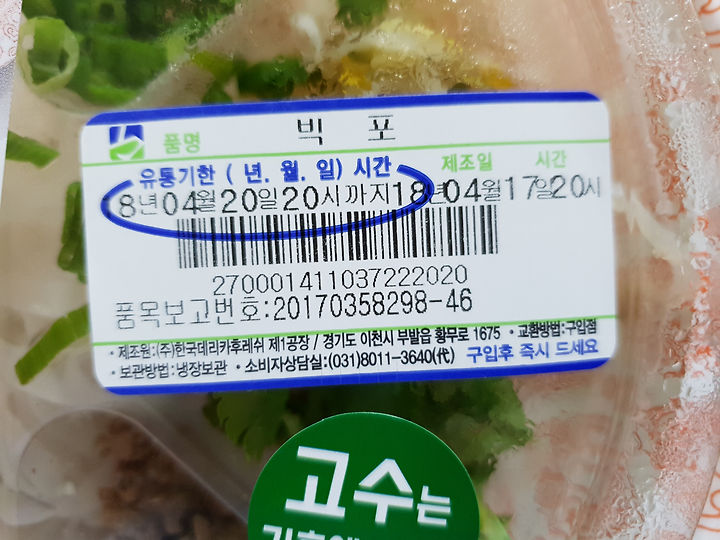 품명 빅 포
유통기한 ( 년. 월. 일) 시간 제조일 시간
18년 04월 20일 20시까지 18년 04월 17일 20시
270001411037222020
품목보고번호:20170358298-46
·제조원:(주)한국데리카후레쉬 제1공장 / 경기도 이천시 부발읍 황무로 1675 ·교환방법:구입점
·보관방법:냉장보관 ·소비자상담실:(031)8011-3640(代) 구입후 즉시 드세요
고수는